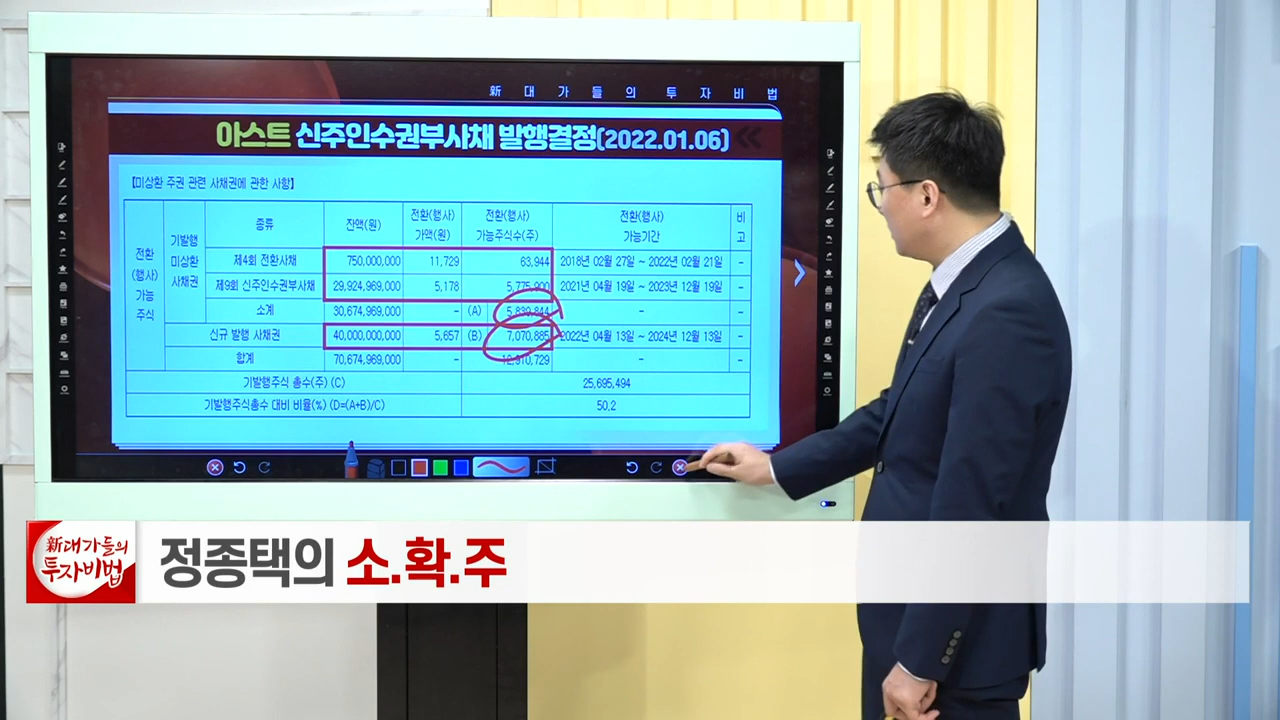 新 대 가 들 의 투 자 비 법
아스트 신주인수권부사채 발행결정(2022.01.06)
【미상환 주권 관련 사채권에 관한 사항】
종류 잔액(원) 전환(행사) 가액(원) 전환(행사) 가능주식수(주) 전환(행사) 가능기간 비고
전환 (행사) 가능 주식
기발행 미상환 사채권
제4회 전환사채 750,000,000 11,729 63,944 2018년 02월 27일 ~ 2022년 02월 21일 -
제9회 신주인수권부사채 29,924,969,000 5,178 5,775,900 2021년 04월 19일 ~ 2023년 12월 19일 -
소계 30,674,969,000 - (A) 5,839,844 - -
신규 발행 사채권 40,000,000,000 5,657 (B) 7,070,885 2022년 04월 13일 ~ 2024년 12월 13일 -
합계 70,674,969,000 - 12,910,729 - -
기발행주식 총수(주) (C) 25,695,494
기발행주식총수 대비 비율(%) (D=(A+B)/C) 50.2
新대가들의
투자비법
정종택의 소.확.주